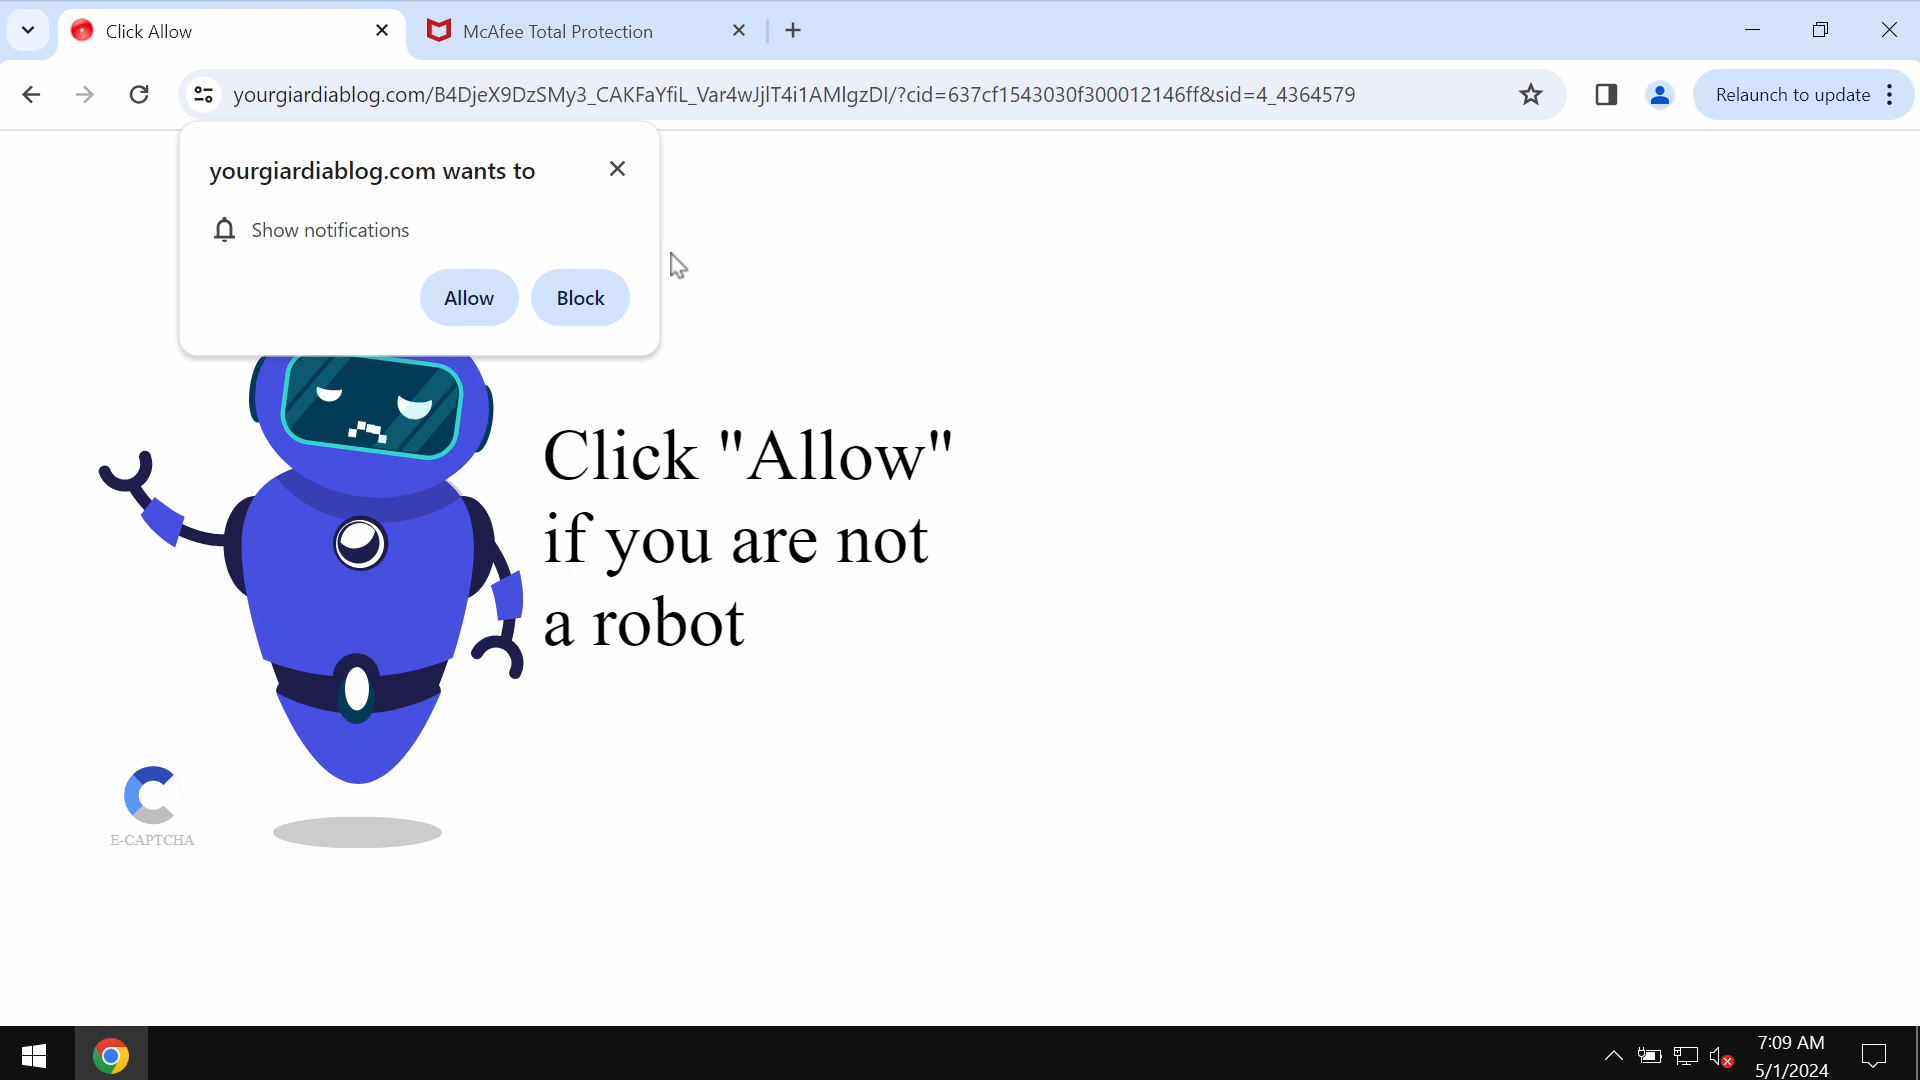 Click Allow
McAfee Total Protection
yourgiardiablog.com/B4DjeX9DzSMy3_CAKFaYfiL_Var4wJjlT4i1AMlgzDI/?cid=637cf1543030f300012146ff&sid=4_4364579
Relaunch to update
yourgiardiablog.com wants to
Show notifications
Allow
Block
Click "Allow"
if you are not
a robot
E-CAPTCHA
7:09 AM
5/1/2024